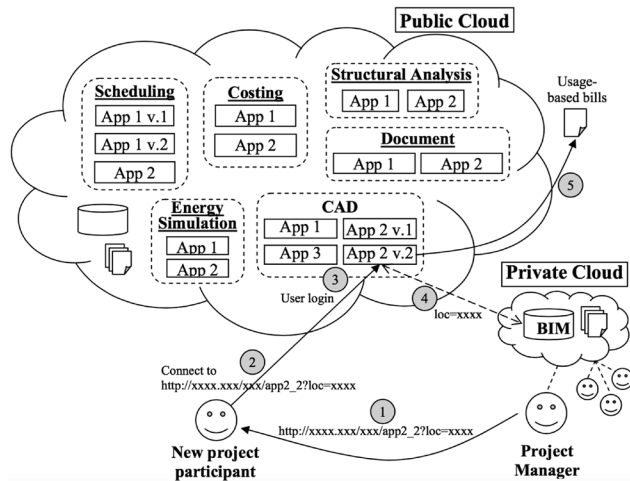 Public Cloud
Structural Analysis
App 1
App 2
Usage-
based bills
Scheduling
App 1 v.1
App 1 v.2
App 2
Costing
App 1
App 2
Document
App 1
App 2
5
CAD
App 1
App 2 v.1
App 3
App 2 v.2
Energy
Simulation
App 1
App 2
3
User login
4
loc=xxxx
Private Cloud
BIM
2
Connect to
http://xxxx.xxx/xxx/app2_2?loc=xxxx
1
http://xxxx.xxx/xxx/app2_2?loc=xxxx
New project
participant
Project
Manager